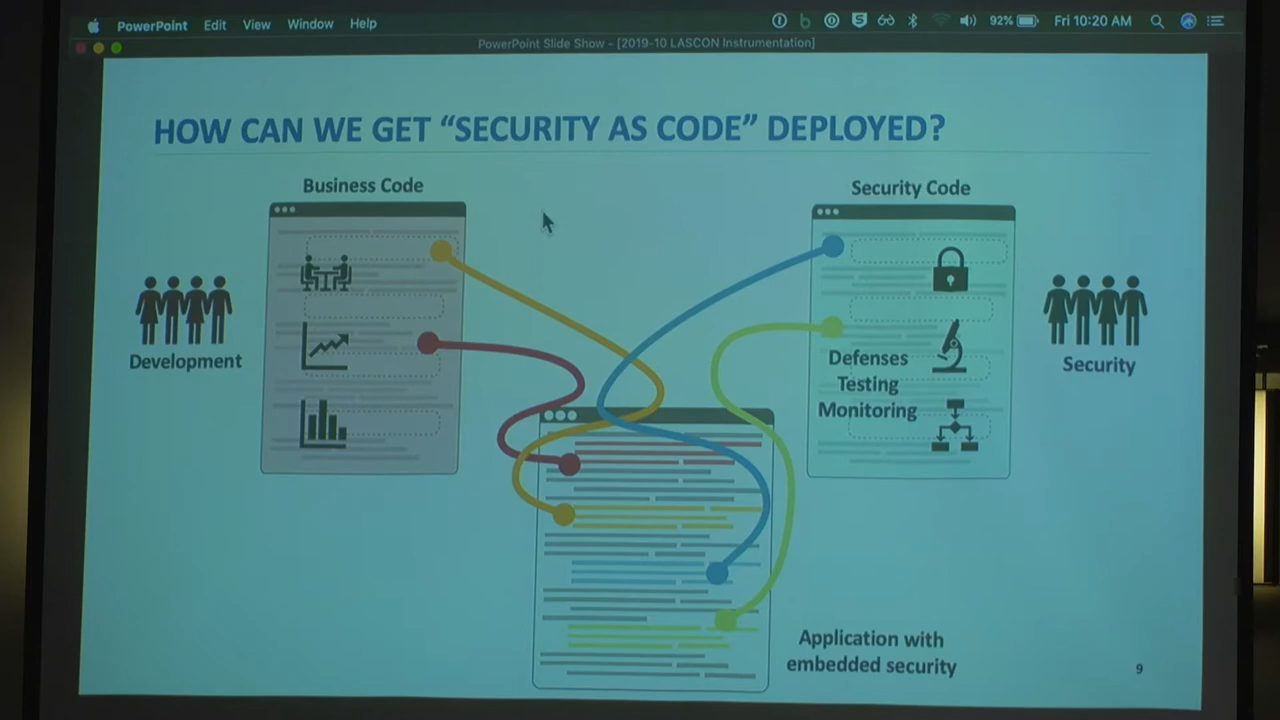 PowerPoint Edit View Window Help
92% Fri 10:20 AM
PowerPoint Slide Show - [2019-10 LASCON Instrumentation]
HOW CAN WE GET “SECURITY AS CODE” DEPLOYED?
Business Code
Security Code
Development
Defenses
Testing
Monitoring
Security
Application with
embedded security
9